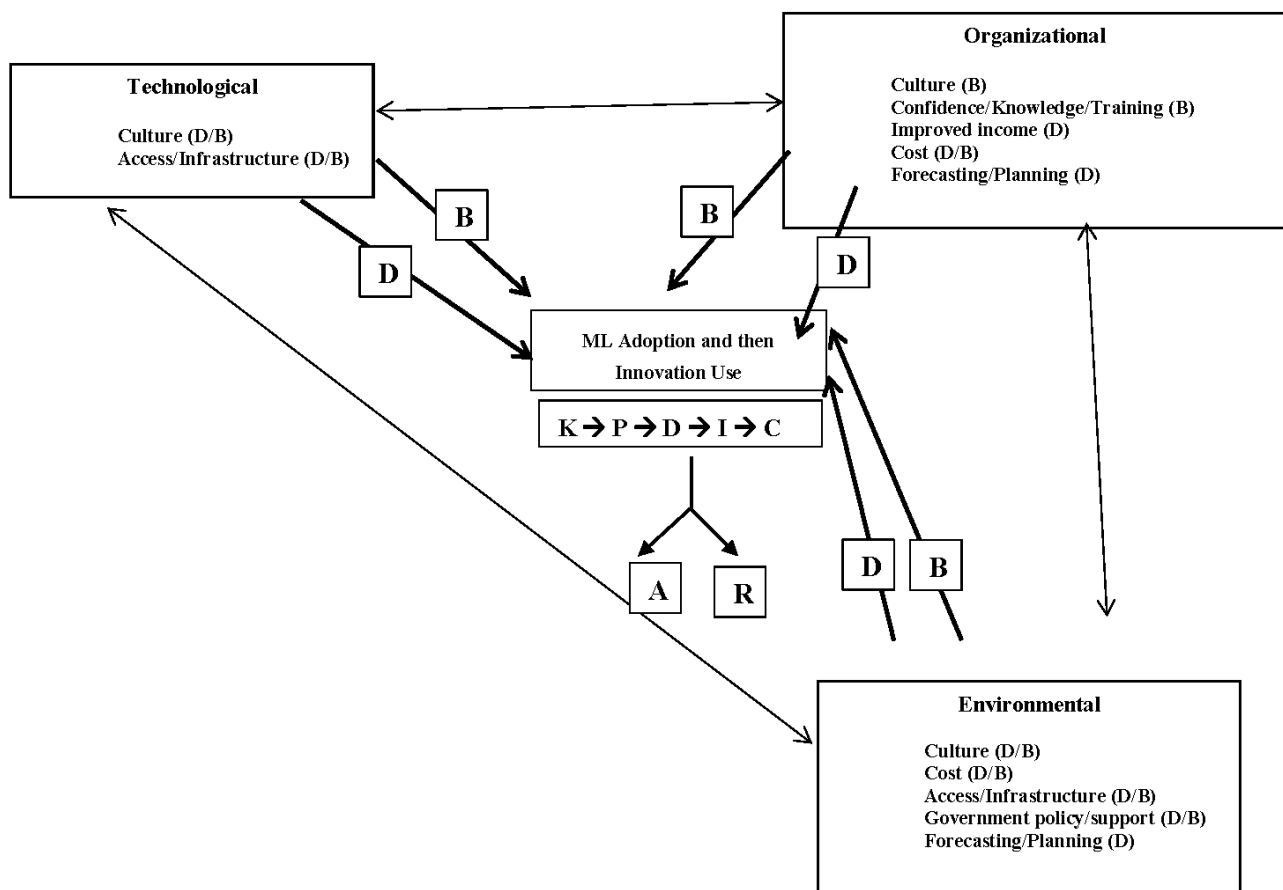 Organizational
Culture (B)
Confidence/Knowledge/Training (B)
Improved income (D)
Cost (D/B)
Forecasting/Planning (D)
Technological
Culture (D/B)
Access/Infrastructure (D/B)
B
B
D
D
ML Adoption and then
Innovation Use
K → P → D → I → C
D
B
A
R
Environmental
Culture (D/B)
Cost (D/B)
Access/Infrastructure (D/B)
Government policy/support (D/B)
Forecasting/Planning (D)